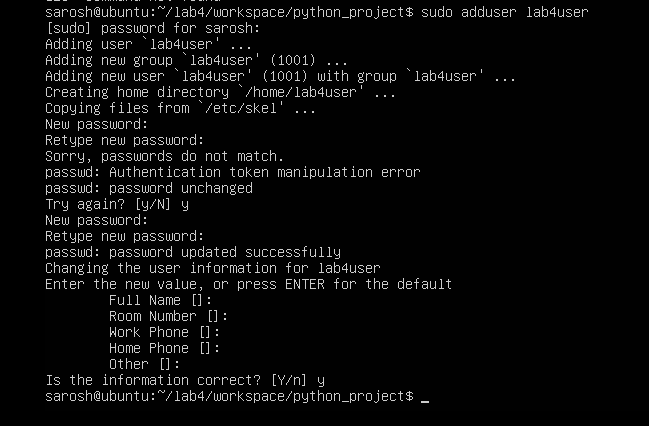 sarosh@ubuntu:~/lab4/workspace/python_project$ sudo adduser lab4user
[sudo] password for sarosh:
Adding user `lab4user' ...
Adding new group `lab4user' (1001) ...
Adding new user `lab4user' (1001) with group `lab4user' ...
Creating home directory `/home/lab4user' ...
Copying files from `/etc/skel' ...
New password:
Retype new password:
Sorry, passwords do not match.
passwd: Authentication token manipulation error
passwd: password unchanged
Try again? [y/N] y
New password:
Retype new password:
passwd: password updated successfully
Changing the user information for lab4user
Enter the new value, or press ENTER for the default
Full Name []:
Room Number []:
Work Phone []:
Home Phone []:
Other []:
Is the information correct? [Y/n] y
sarosh@ubuntu:~/lab4/workspace/python_project$ _